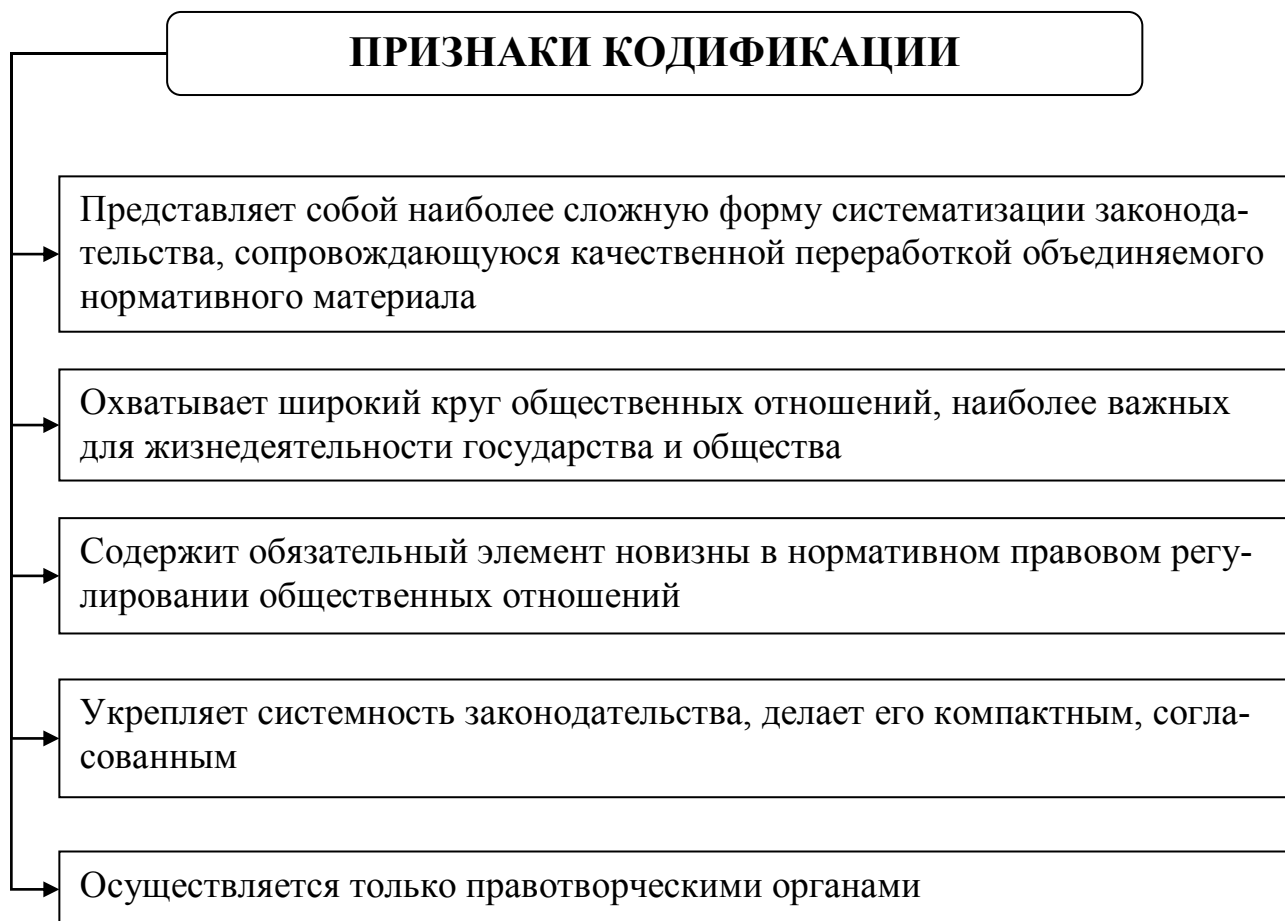 ПРИЗНАКИ КОДИФИКАЦИИ
Представляет собой наиболее сложную форму систематизации законода-
тельства, сопровождающуюся качественной переработкой объединяемого
нормативного материала
Охватывает широкий круг общественных отношений, наиболее важных
для жизнедеятельности государства и общества
Содержит обязательный элемент новизны в нормативном правовом регу-
лировании общественных отношений
Укрепляет системность законодательства, делает его компактным, согла-
сованным
Осуществляется только правотворческими органами